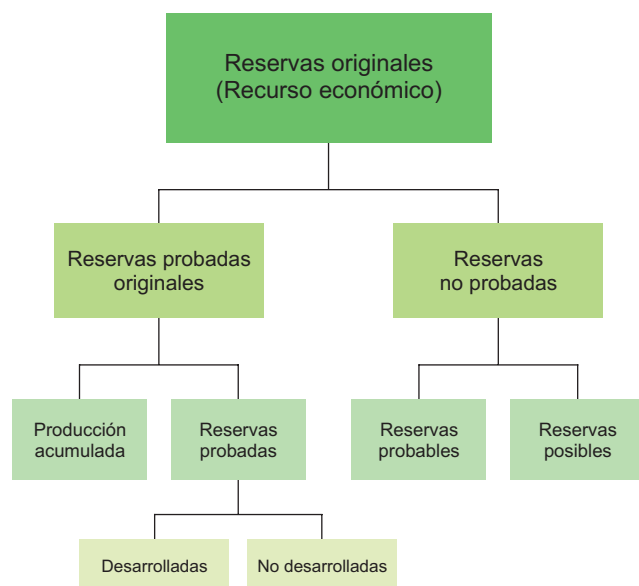 Reservas originales
(Recurso económico)
Reservas probadas
originales
Reservas
no probadas
Producción
acumulada
Reservas
probadas
Reservas
probables
Reservas
posibles
Desarrolladas
No desarrolladas